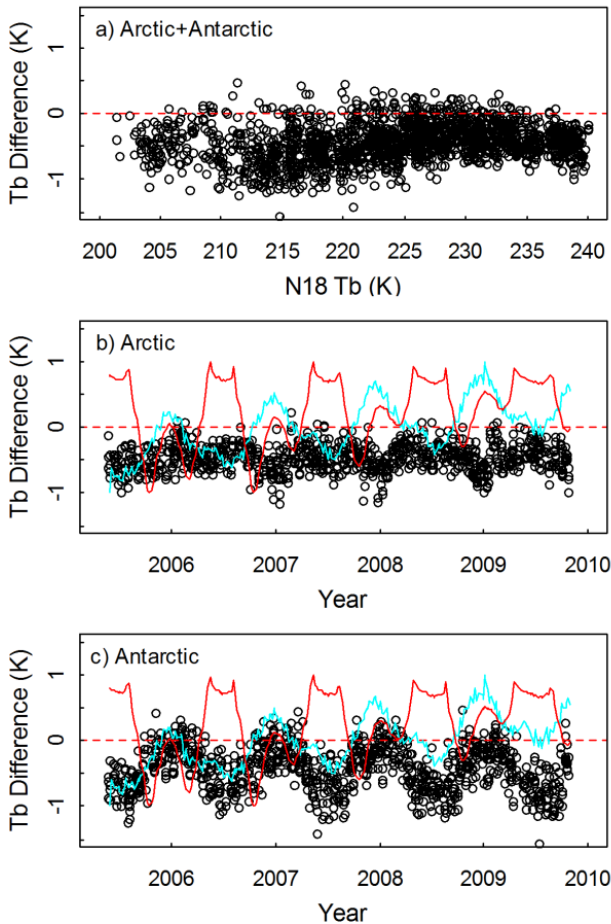 a) Arctic+Antarctic
Tb Difference (K)
1
0
-1
200 205 210 215 220 225 230 235 240
N18 Tb (K)
b) Arctic
Tb Difference (K)
1
0
-1
2006 2007 2008 2009 2010
Year
c) Antarctic
Tb Difference (K)
1
0
-1
2006 2007 2008 2009 2010
Year